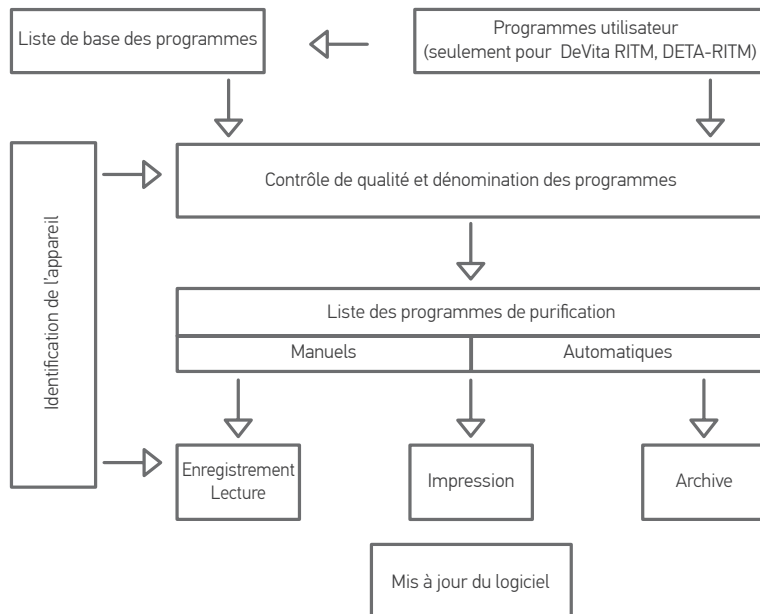 Liste de base des programmes
Programmes utilisateur
(seulement pour DeVita RITM, DETA-RITM)
Identification de l'appareil
Contrôle de qualité et dénomination des programmes
Liste des programmes de purification
Manuels
Automatiques
Enregistrement
Lecture
Impression
Archive
Mis à jour du logiciel